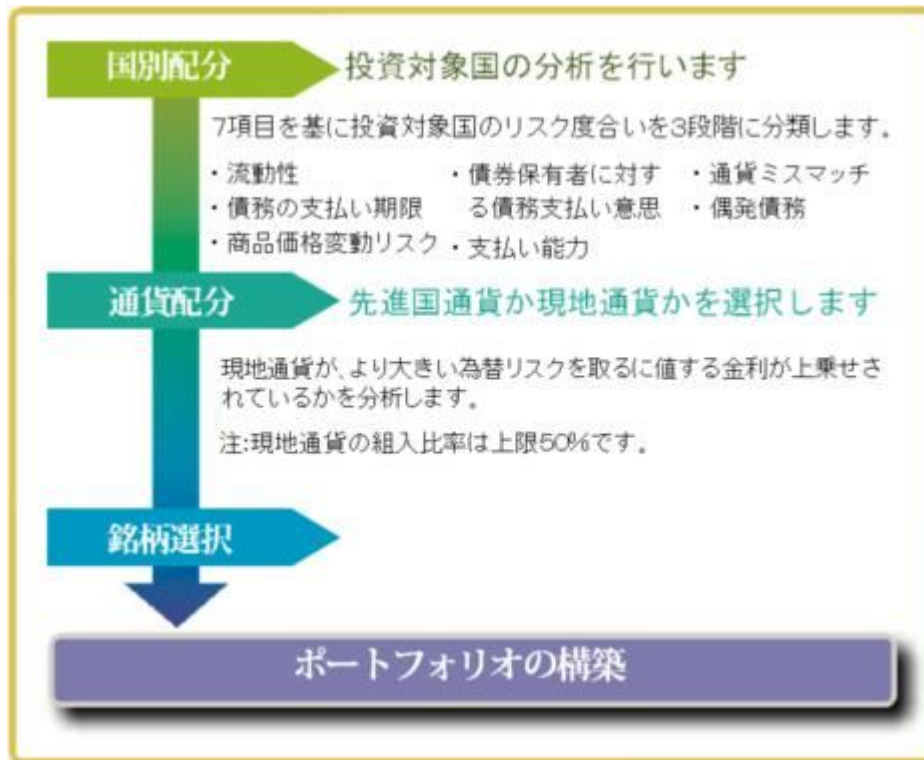 国別配分
投資対象国の分析を行います
7項目を基に投資対象国のリスク度合いを3段階に分類します。
・流動性
・債務の支払い期限
・商品価格変動リスク
・債券保有者に対す
る債務支払い意思
・支払い能力
・通貨ミスマッチ
・偶発債務
通貨配分
先進国通貨か現地通貨かを選択します
現地通貨が、より大きい為替リスクを取るに値する金利が上乗せさ
れているかを分析します。
注:現地通貨の組入比率は上限50%です。
銘柄選択
ポートフォリオの構築